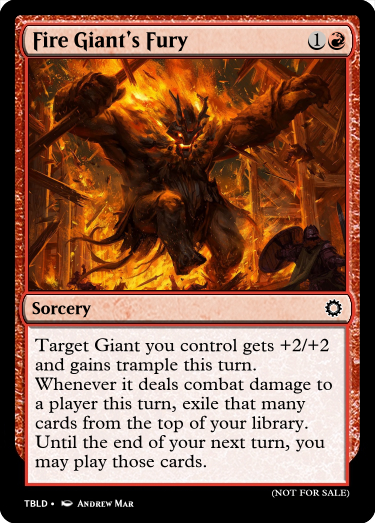 Fire Giant's Fury 1
Sorcery
Target Giant you control gets +2/+2
and gains trample this turn.
Whenever it deals combat damage to
a player this turn, exile that many
cards from the top of your library.
Until the end of your next turn, you
may play those cards.
(NOT FOR SALE)
TBLD • Andrew Mar